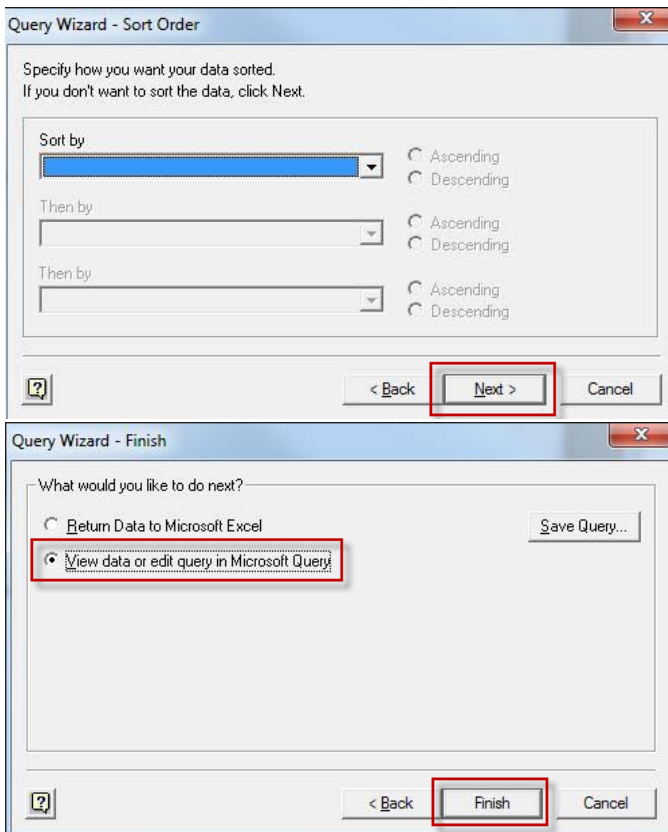 Query Wizard - Sort Order
Specify how you want your data sorted.
If you don't want to sort the data, click Next.
Sort by
Ascending
Descending
Then by
Ascending
Descending
Then by
Ascending
Descending
? < Back Next > Cancel
Query Wizard - Finish
What would you like to do next?
Return Data to Microsoft Excel Save Query...
View data or edit query in Microsoft Query
? < Back Finish Cancel